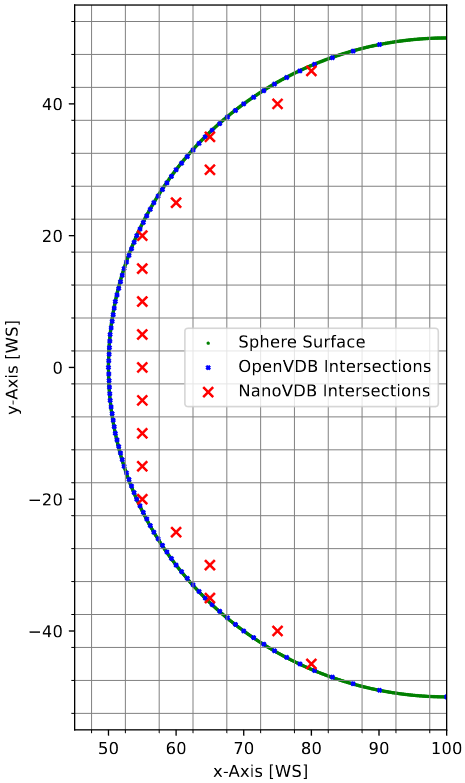 40
20
0
−20
−40
y-Axis [WS]
Sphere Surface
OpenVDB Intersections
NanoVDB Intersections
50 60 70 80 90 100
x-Axis [WS]